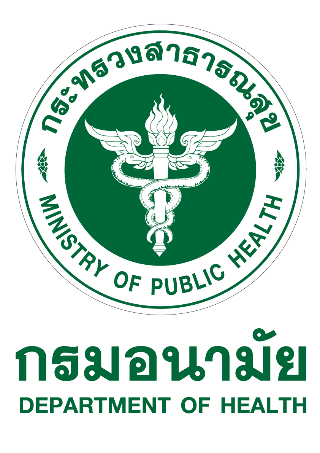 กระทรวงสาธารณสุข
MINISTRY OF PUBLIC HEALTH
กรมอนามัย
DEPARTMENT OF HEALTH